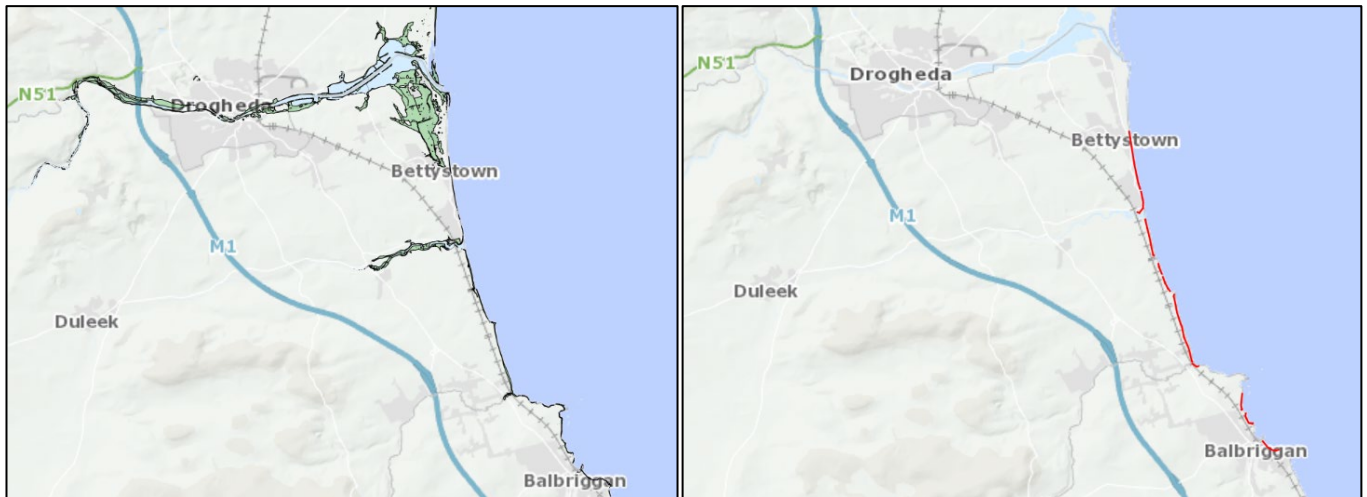 N51
Drogheda
Bettystown
M1
Duleek
Balbriggan
N51
Drogheda
Bettystown
M1
Duleek
Balbriggan